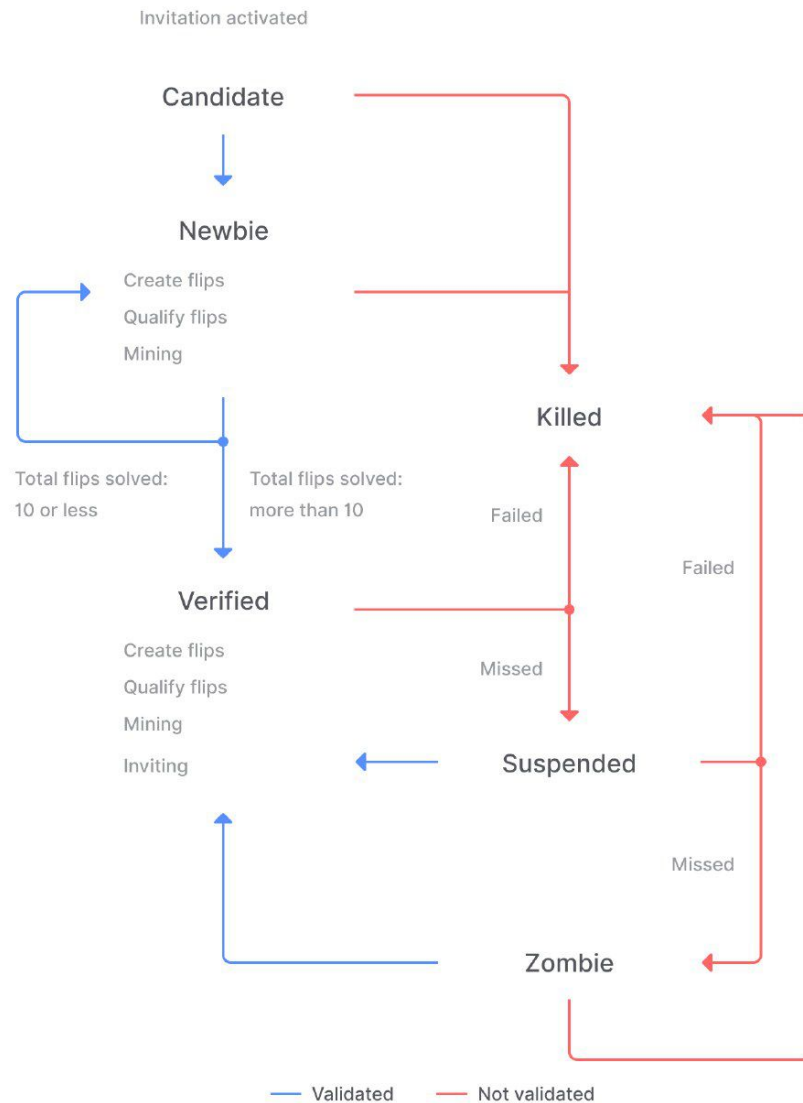 Invitation activated
Candidate
Newbie
Create flips
Qualify flips
Mining
Killed
Total flips solved:
10 or less
Total flips solved:
more than 10
Failed
Failed
Verified
Create flips
Qualify flips
Mining
Inviting
Missed
Suspended
Missed
Zombie
Validated
Not validated